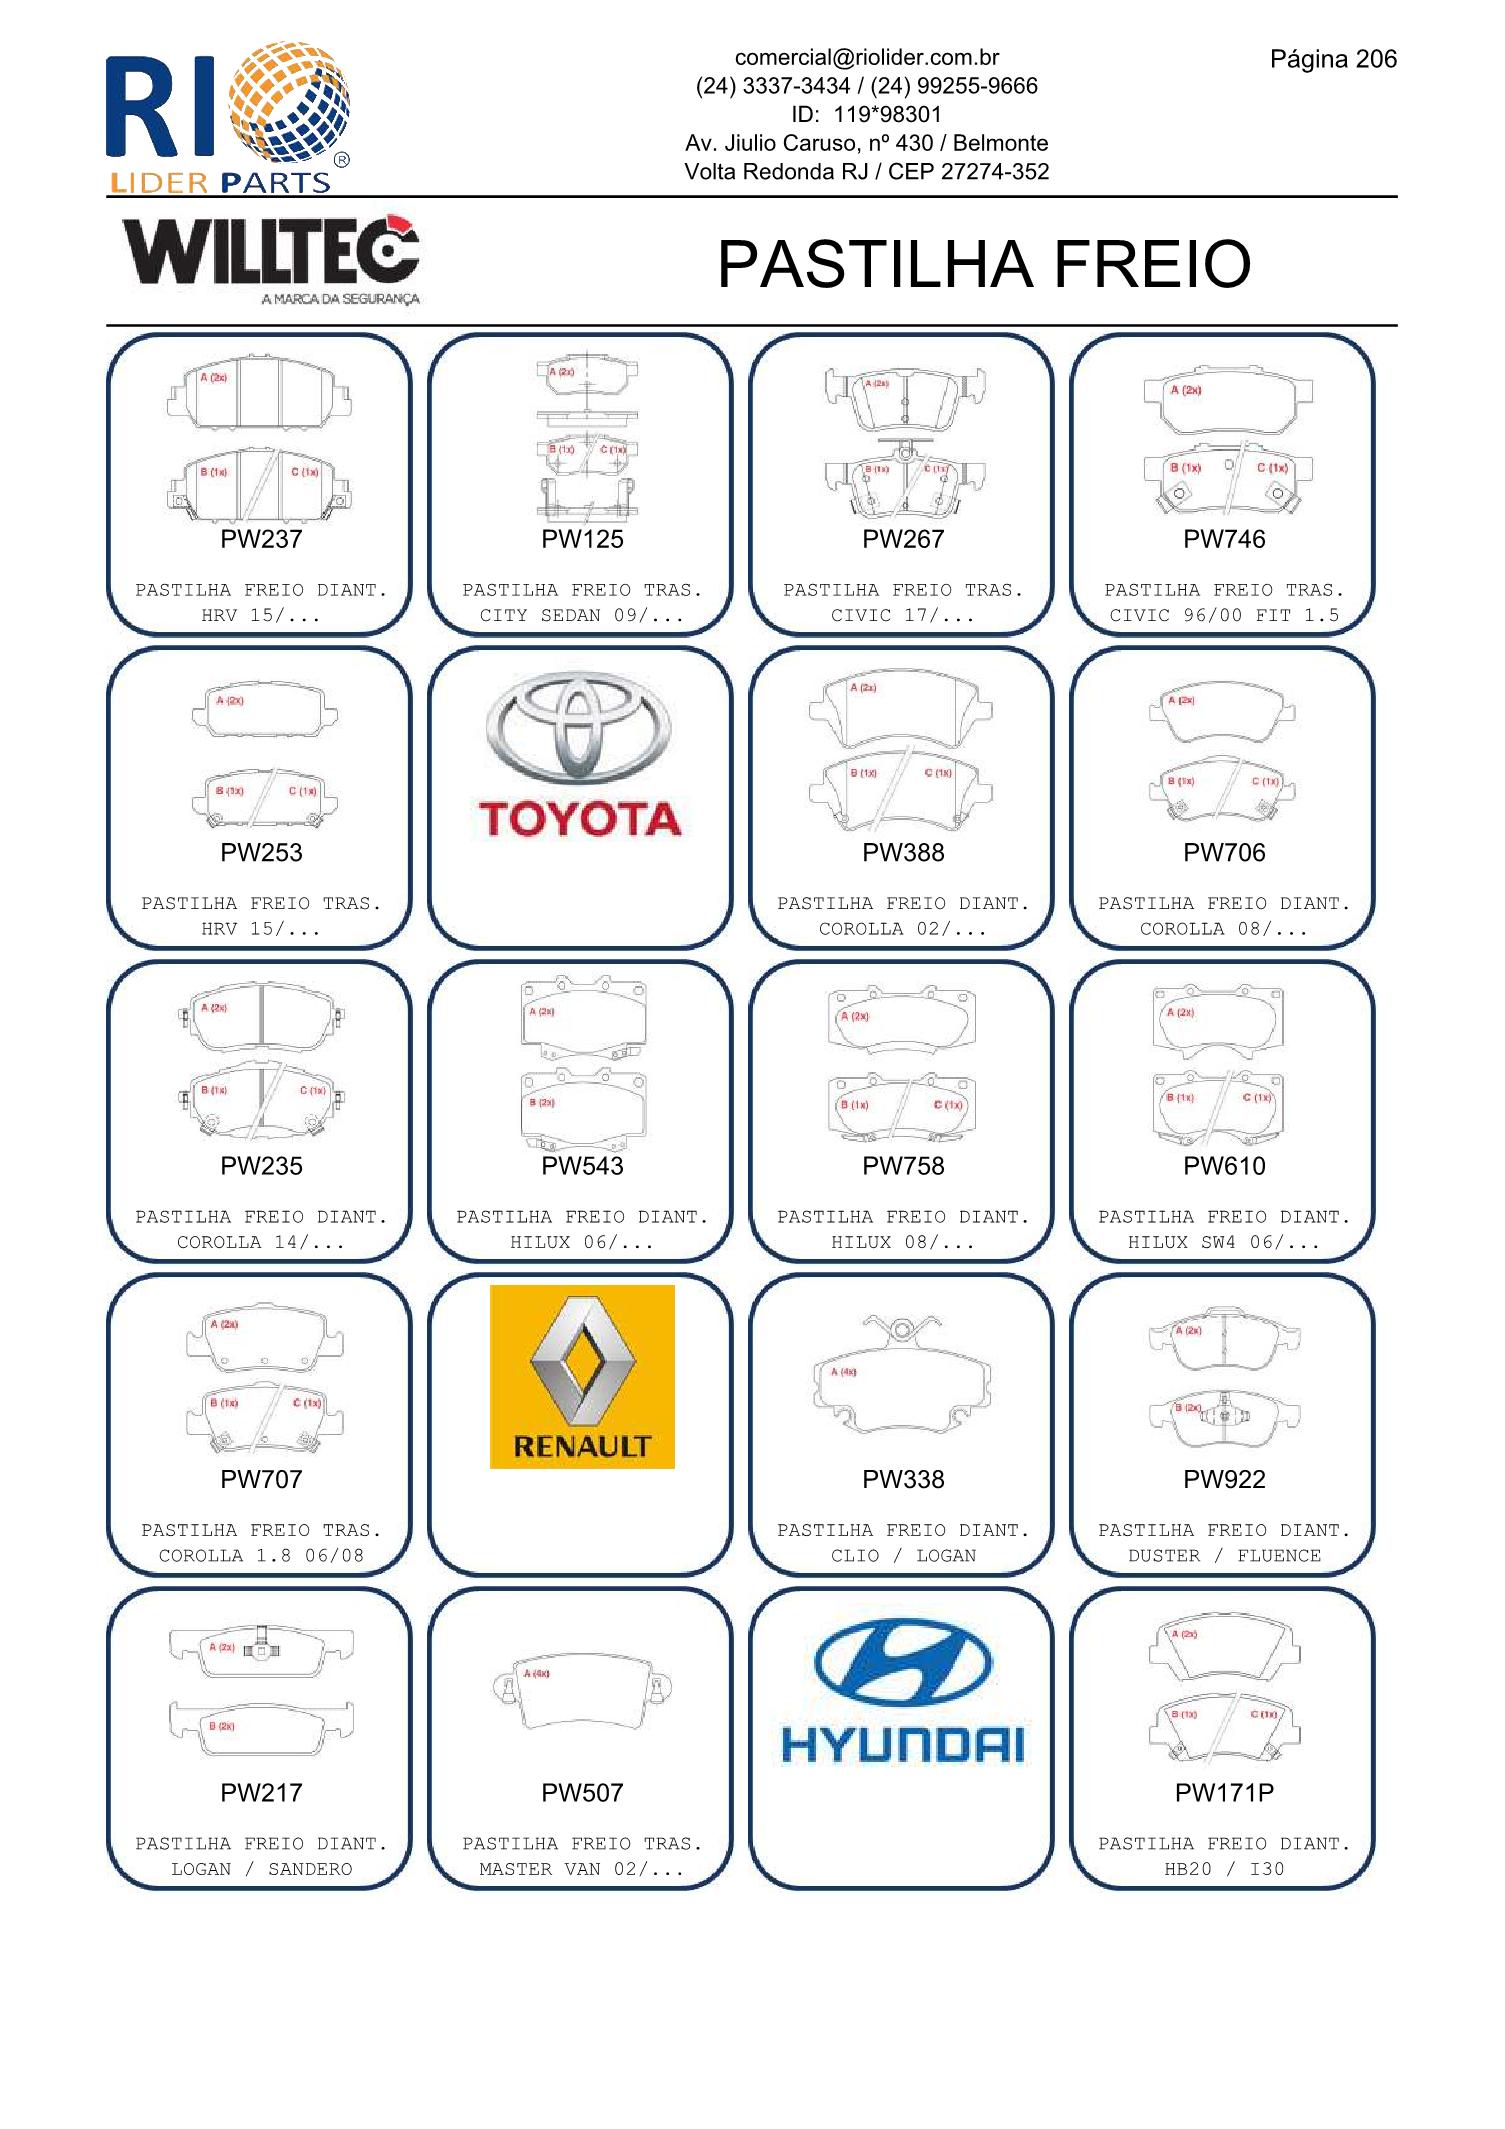 RIO
LIDER PARTS
®
comercial@riolider.com.br
(24) 3337-3434 / (24) 99255-9666
ID: 119*98301
Av. Jiulio Caruso, nº 430 / Belmonte
Volta Redonda RJ / CEP 27274-352
Página 206
WILLTEC
A MARCA DA SEGURANÇA
PASTILHA FREIO
A (2x)
B (1x) C (1x)
PW237
PASTILHA FREIO DIANT.
HRV 15/...
A (2x)
B (1x) C (1x)
PW125
PASTILHA FREIO TRAS.
CITY SEDAN 09/...
A (2x)
B (1x) C (1x)
PW267
PASTILHA FREIO TRAS.
CIVIC 17/...
A (2x)
B (1x) C (1x)
PW746
PASTILHA FREIO TRAS.
CIVIC 96/00 FIT 1.5
A (2x)
B (1x) C (1x)
PW253
PASTILHA FREIO TRAS.
HRV 15/...
TOYOTA
A (2x)
B (1x) C (1x)
PW388
PASTILHA FREIO DIANT.
COROLLA 02/...
A (2x)
B (1x) C (1x)
PW706
PASTILHA FREIO DIANT.
COROLLA 08/...
A (2x)
B (1x) C (1x)
PW235
PASTILHA FREIO DIANT.
COROLLA 14/...
A (2x)
B (2x)
PW543
PASTILHA FREIO DIANT.
HILUX 06/...
A (2x)
B (1x) C (1x)
PW758
PASTILHA FREIO DIANT.
HILUX 08/...
A (2x)
B (1x) C (1x)
PW610
PASTILHA FREIO DIANT.
HILUX SW4 06/...
A (2x)
B (1x) C (1x)
PW707
PASTILHA FREIO TRAS.
COROLLA 1.8 06/08
RENAULT
A (4x)
PW338
PASTILHA FREIO DIANT.
CLIO / LOGAN
A (2x)
B (2x)
PW922
PASTILHA FREIO DIANT.
DUSTER / FLUENCE
A (2x)
B (2x)
PW217
PASTILHA FREIO DIANT.
LOGAN / SANDERO
A (4x)
PW507
PASTILHA FREIO TRAS.
MASTER VAN 02/...
HYUNDAI
A (2x)
B (1x) C (1x)
PW171P
PASTILHA FREIO DIANT.
HB20 / I30